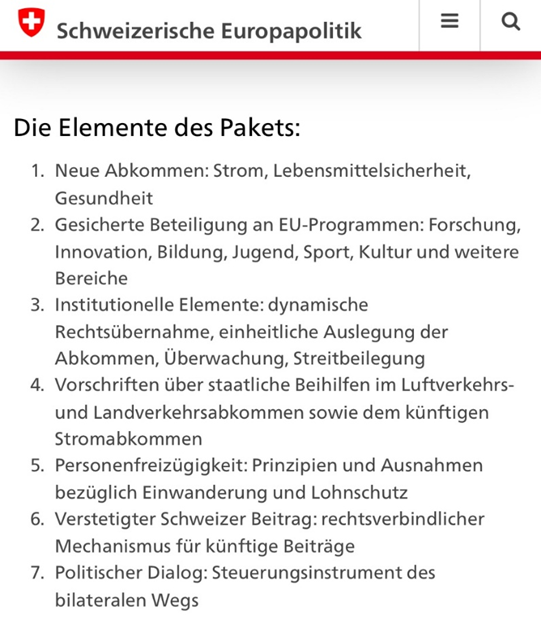 Schweizerische Europapolitik
Die Elemente des Pakets:
1. Neue Abkommen: Strom, Lebensmittelsicherheit,
Gesundheit
2. Gesicherte Beteiligung an EU-Programmen: Forschung,
Innovation, Bildung, Jugend, Sport, Kultur und weitere
Bereiche
3. Institutionelle Elemente: dynamische
Rechtsübernahme, einheitliche Auslegung der
Abkommen, Überwachung, Streitbeilegung
4. Vorschriften über staatliche Beihilfen im Luftverkehrs-
und Landverkehrsabkommen sowie dem künftigen
Stromabkommen
5. Personenfreizügigkeit: Prinzipien und Ausnahmen
bezüglich Einwanderung und Lohnschutz
6. Verstetigter Schweizer Beitrag: rechtsverbindlicher
Mechanismus für künftige Beiträge
7. Politischer Dialog: Steuerungsinstrument des
bilateralen Wegs